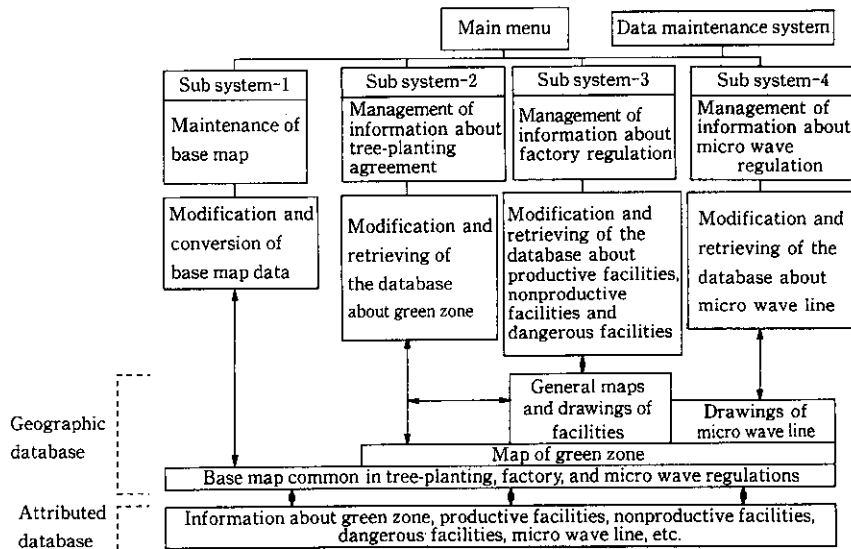 Main menu
Data maintenance system
Sub system-1
Maintenance of
base map
Sub system-2
Management of
information about
tree-planting
agreement
Sub system-3
Management of
information about
factory regulation
Sub system-4
Management of
information about
micro wave
regulation
Modification and
conversion of
base map data
Modification and
retrieving of
the database
about green zone
Modification and
retrieving of the
database about
productive facilities,
nonproductive
facilities and
dangerous facilities
Modification and
retrieving of the
database about
micro wave line
Geographic
database
General maps
and drawings of
facilities
Drawings of
micro wave line
Map of green zone
Base map common in tree-planting, factory, and micro wave regulations
Attributed
database
Information about green zone, productive facilities, nonproductive facilities,
dangerous facilities, micro wave line, etc.